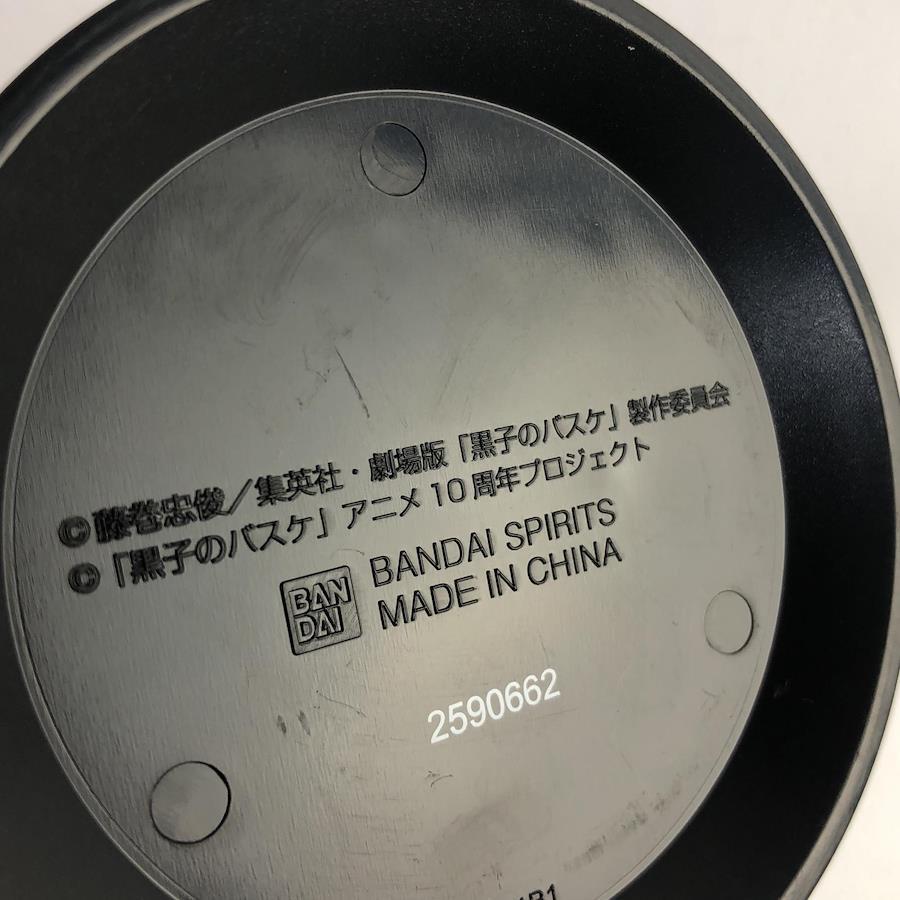 ©藤巻忠俊／集英社・劇場版「黒子のバスケ」製作委員会
©「黒子のバスケ」アニメ10周年プロジェクト
BAN
DAI
BANDAI SPIRITS
MADE IN CHINA
2590662